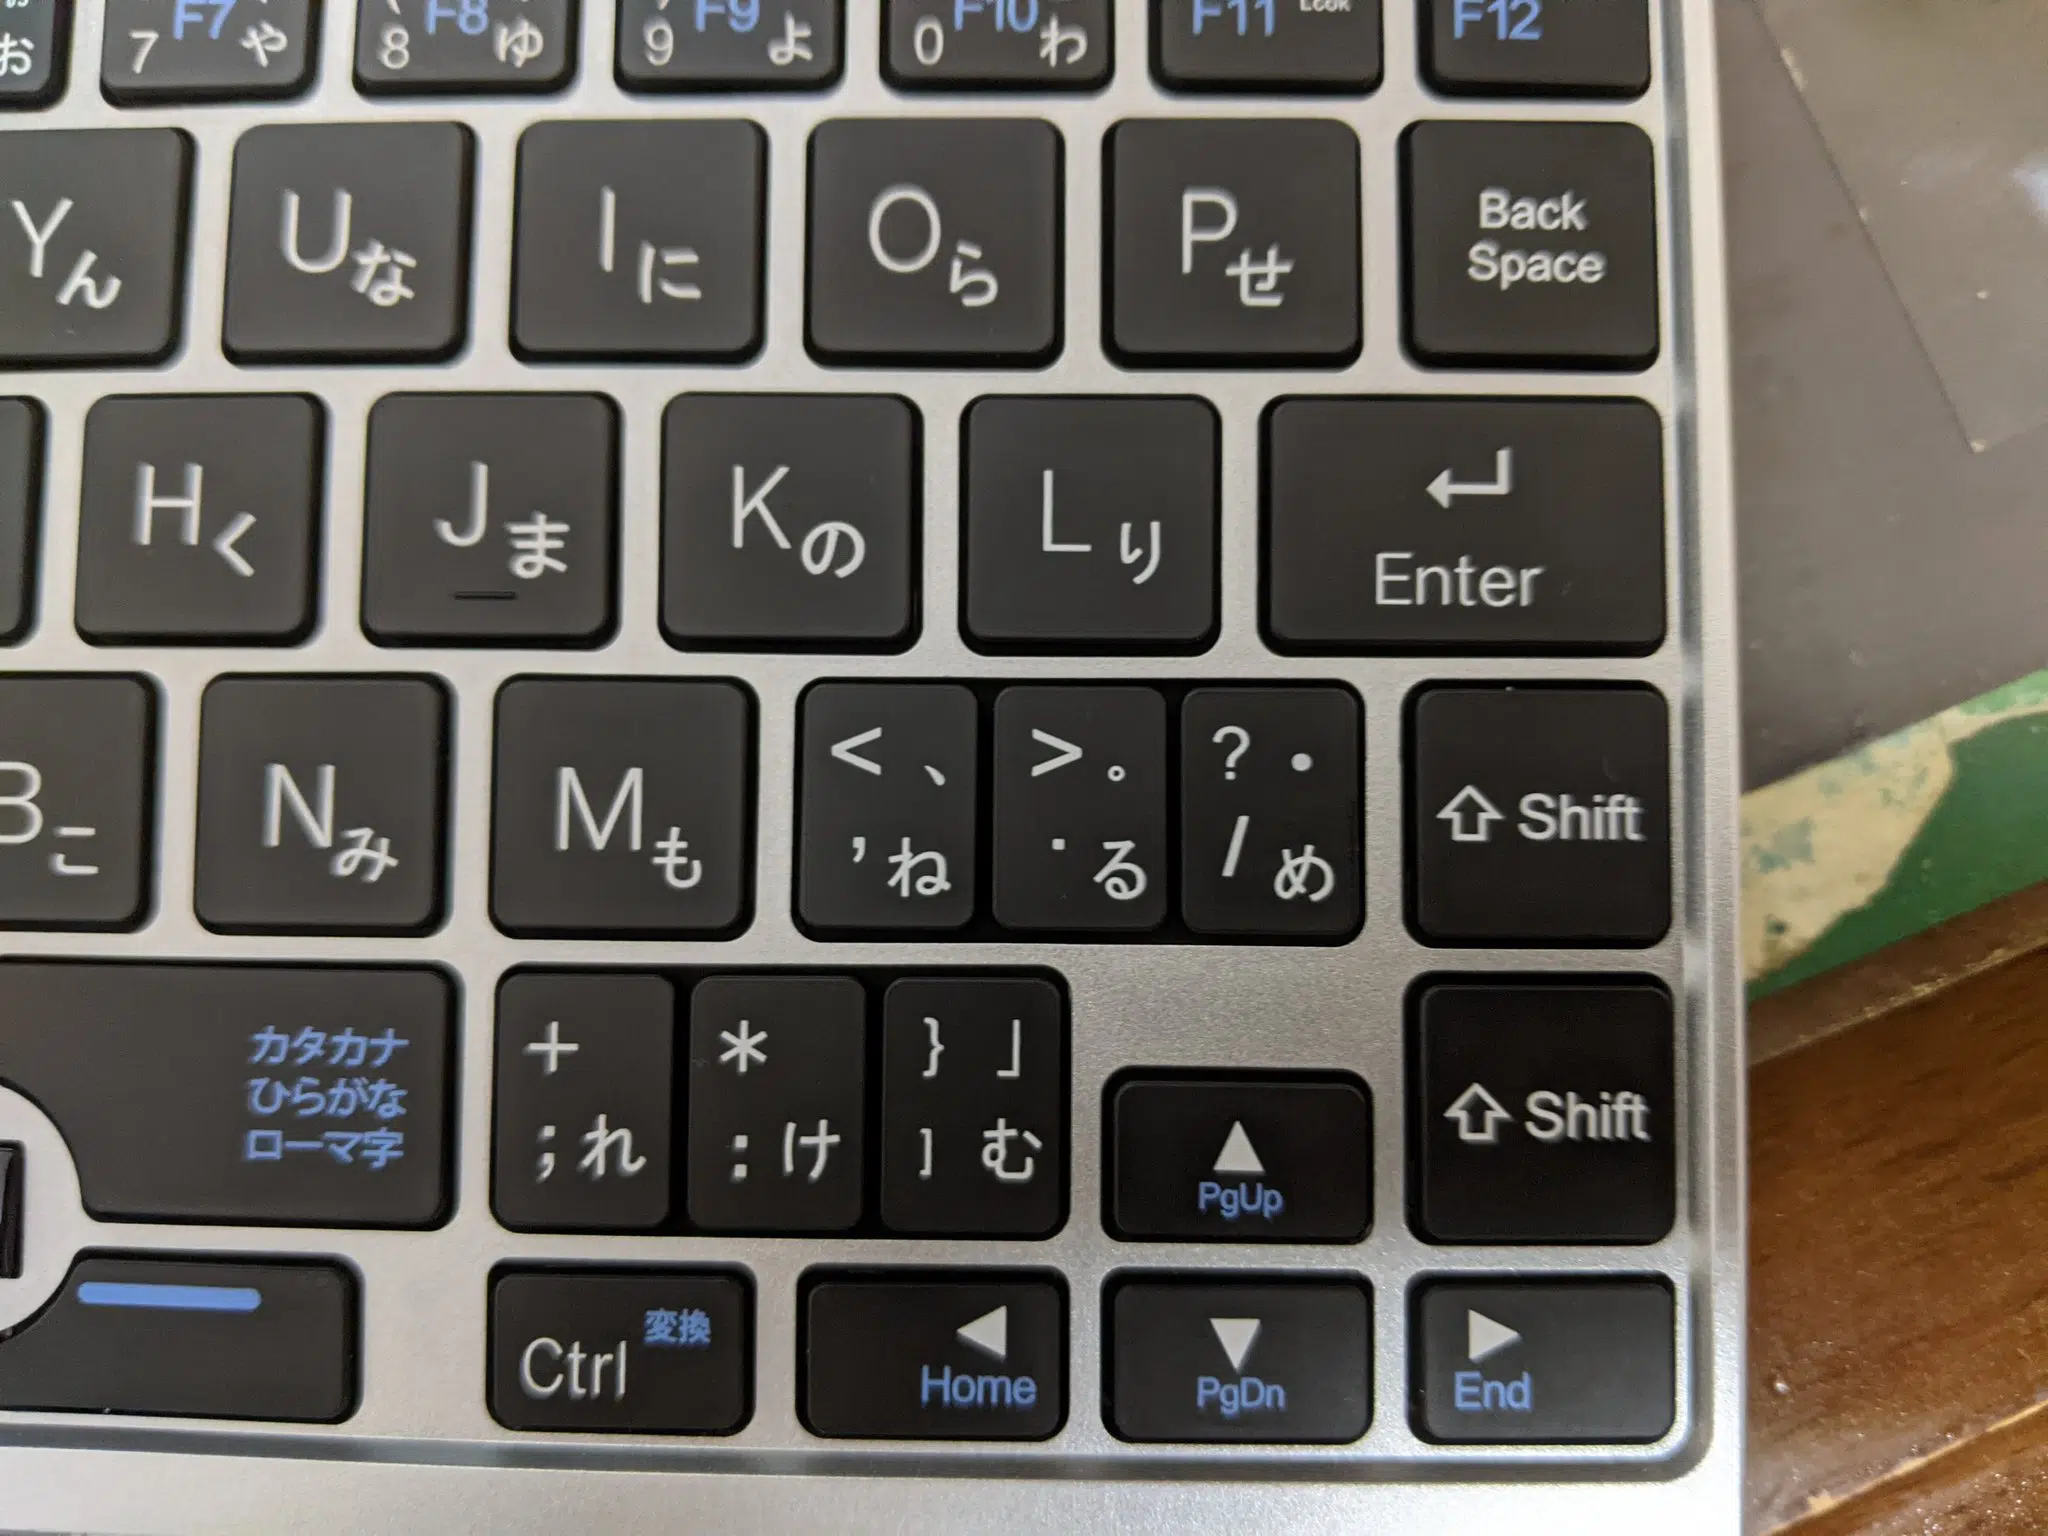 お
7 F7 や
8 F8 ゆ
9 F9 よ
0 F10 わ
F11
F12
Y ん
U な
I に
O ら
P せ
Back
Space
H く
J ま
K の
L り
Enter
B こ
N み
M も
< 、
, ね
> 。
. る
? ・
/ め
Shift
カタカナ
ひらがな
ローマ字
+
; れ
*
: け
} 」
] む
PgUp
Shift
Ctrl 変換
Home
PgDn
End